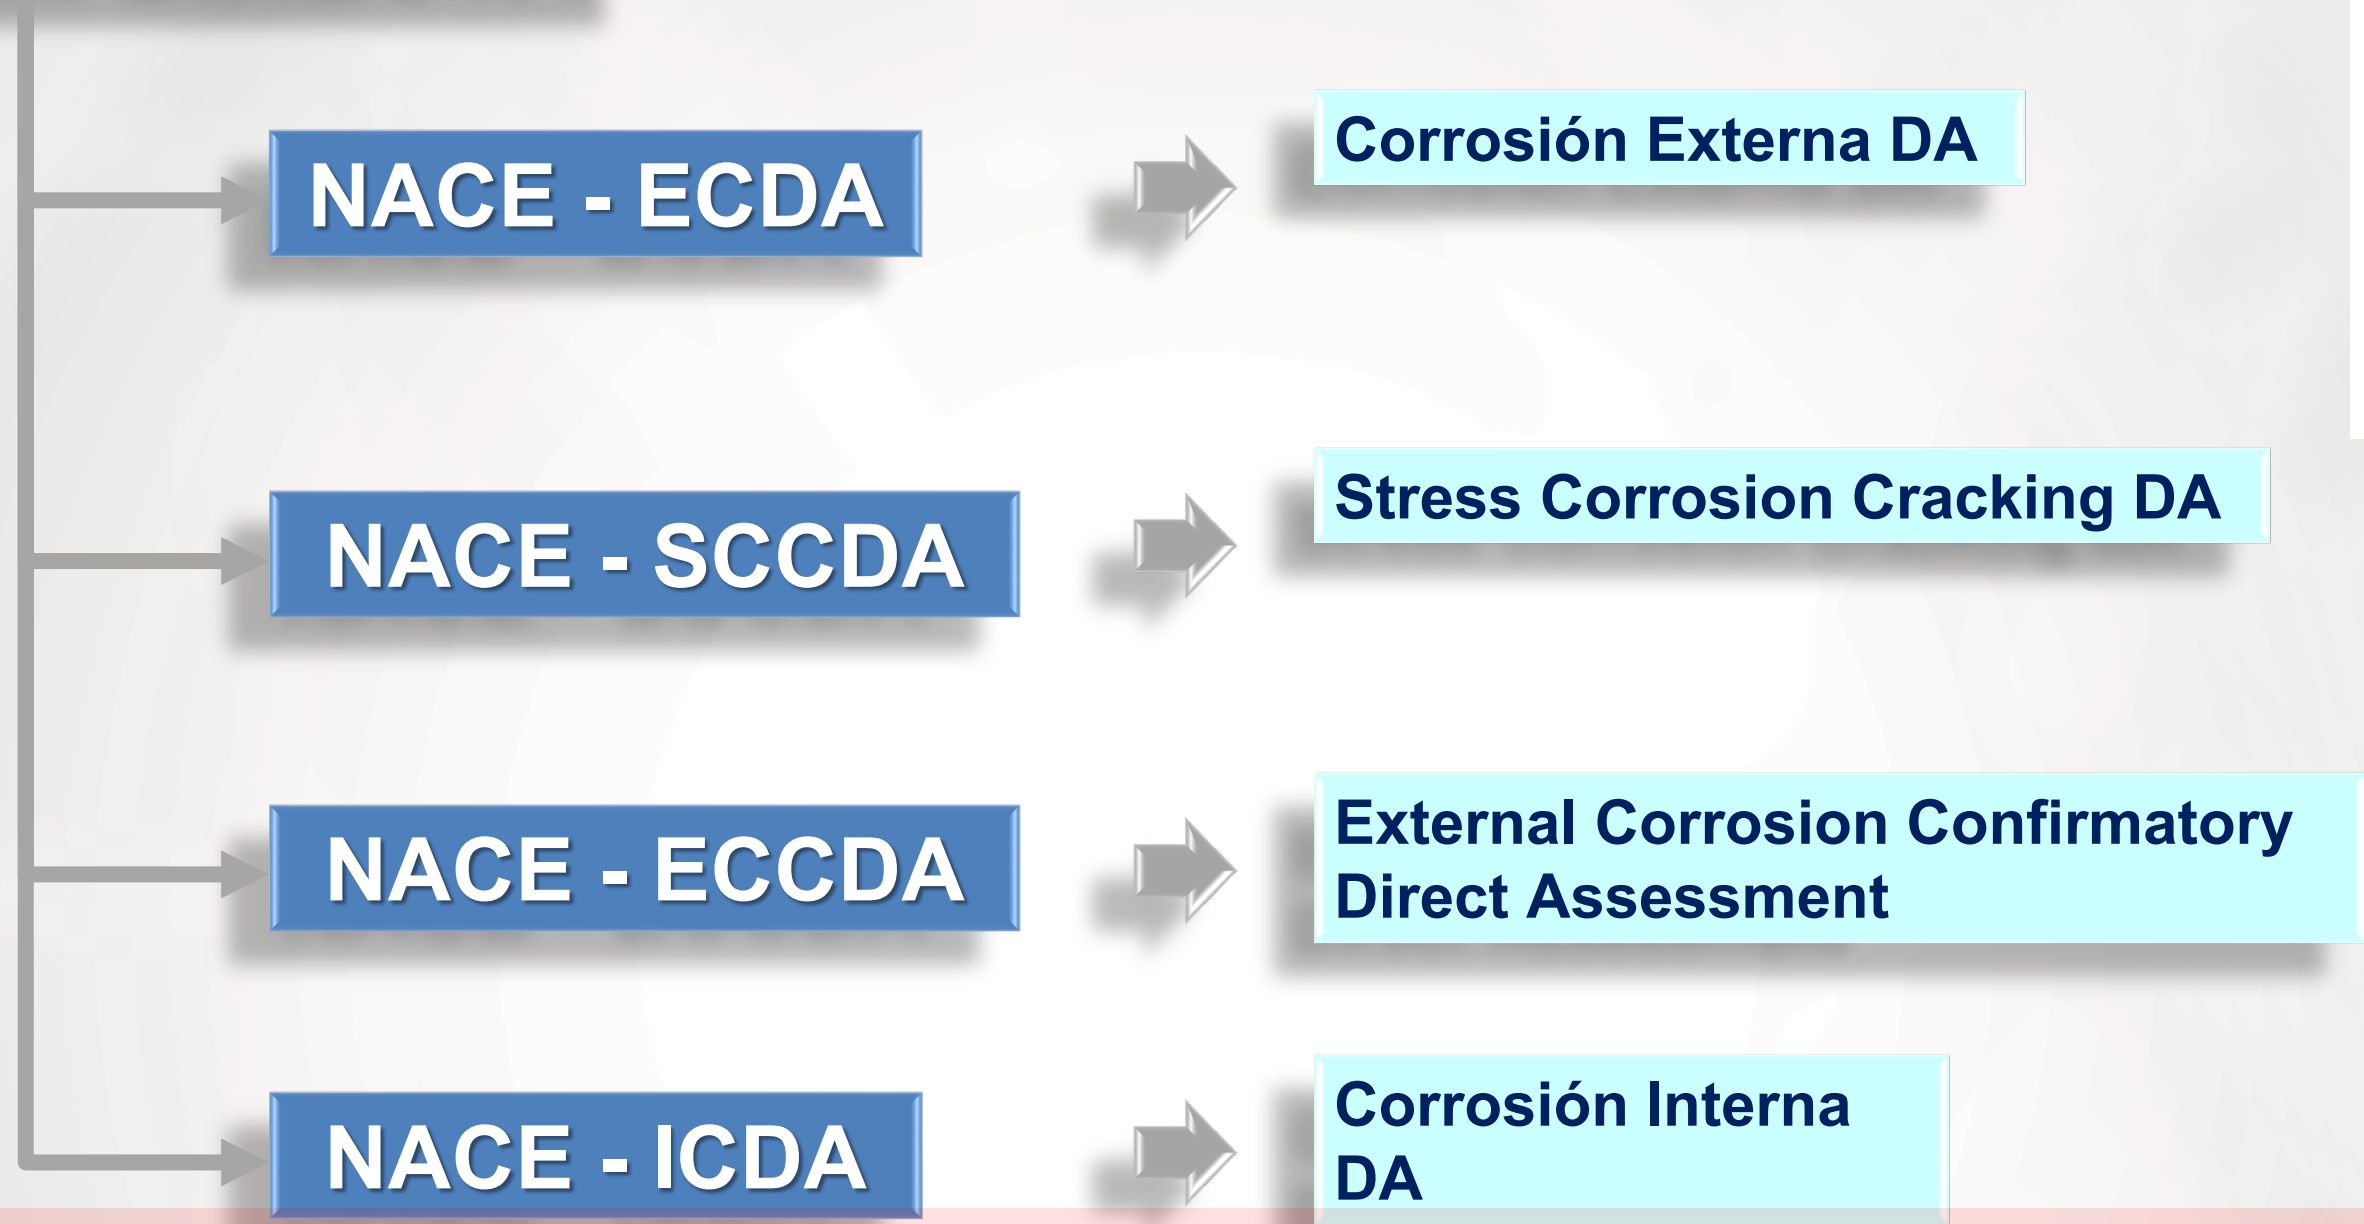 NACE - ECDA
Corrosión Externa DA
NACE - SCCDA
Stress Corrosion Cracking DA
NACE - ECCDA
External Corrosion Confirmatory
Direct Assessment
NACE - ICDA
Corrosión Interna
DA